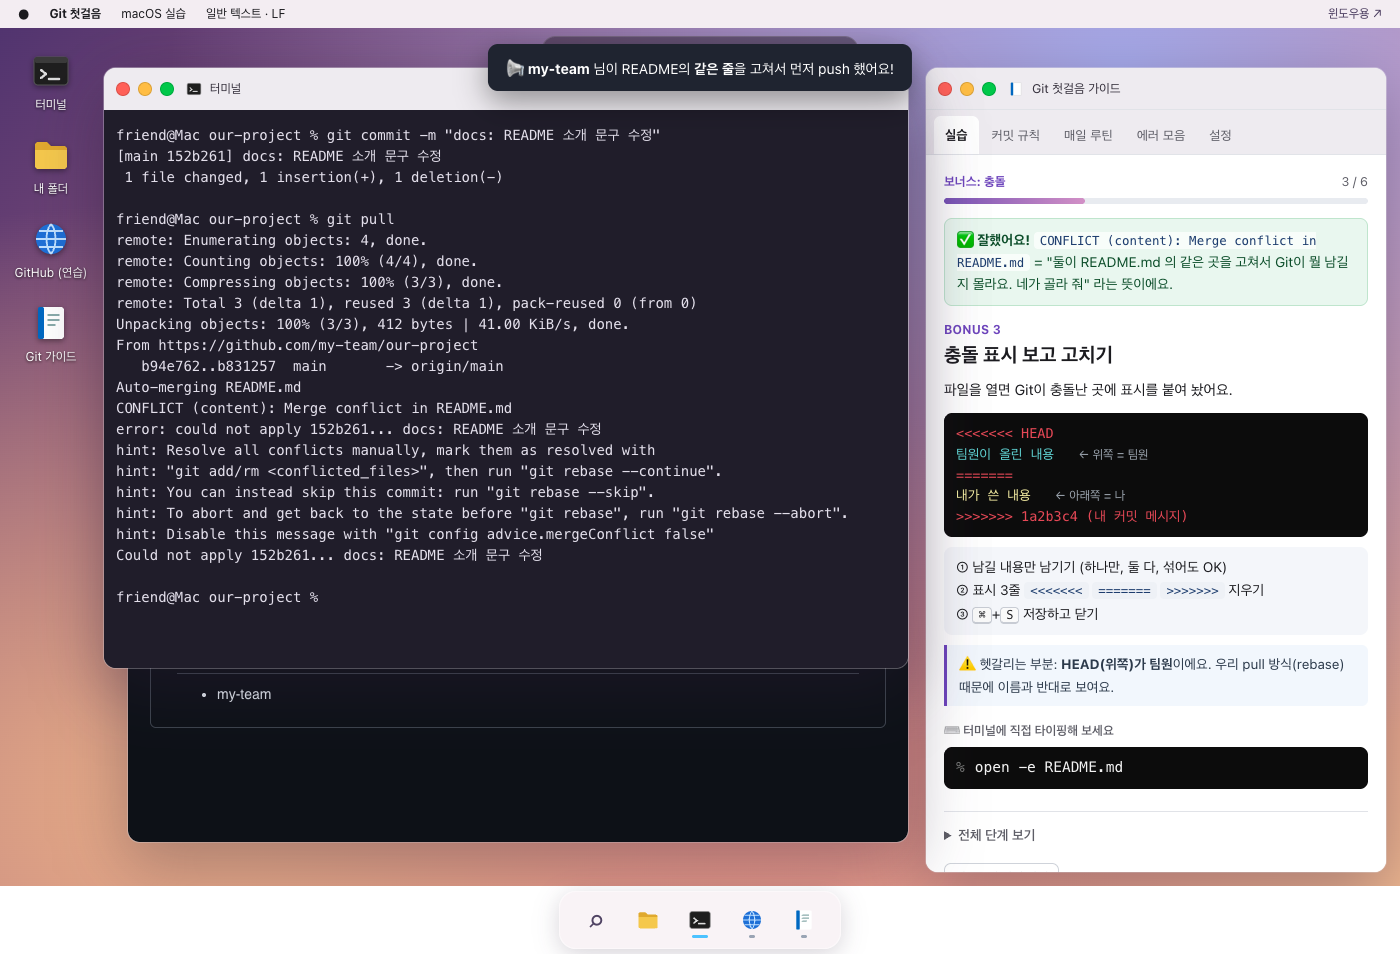 Git 첫걸음 macOS 실습 일반 텍스트 · LF 윈도우용 ↗
터미널
내 폴더
GitHub (연습)
Git 가이드
📢 my-team 님이 README의 같은 줄을 고쳐서 먼저 push 했어요!
터미널
friend@Mac our-project % git commit -m "docs: README 소개 문구 수정"
[main 152b261] docs: README 소개 문구 수정
1 file changed, 1 insertion(+), 1 deletion(-)
friend@Mac our-project % git pull
remote: Enumerating objects: 4, done.
remote: Counting objects: 100% (4/4), done.
remote: Compressing objects: 100% (3/3), done.
remote: Total 3 (delta 1), reused 3 (delta 1), pack-reused 0 (from 0)
Unpacking objects: 100% (3/3), 412 bytes | 41.00 KiB/s, done.
From https://github.com/my-team/our-project
b94e762..b831257 main -> origin/main
Auto-merging README.md
CONFLICT (content): Merge conflict in README.md
error: could not apply 152b261... docs: README 소개 문구 수정
hint: Resolve all conflicts manually, mark them as resolved with
hint: "git add/rm <conflicted_files>", then run "git rebase --continue".
hint: You can instead skip this commit: run "git rebase --skip".
hint: To abort and get back to the state before "git rebase", run "git rebase --abort".
hint: Disable this message with "git config advice.mergeConflict false"
Could not apply 152b261... docs: README 소개 문구 수정
friend@Mac our-project %
• my-team
Git 첫걸음 가이드
실습 커밋 규칙 매일 루틴 에러 모음 설정
보너스: 충돌 3 / 6
✅ 잘했어요! CONFLICT (content): Merge conflict in
README.md = "둘이 README.md 의 같은 곳을 고쳐서 Git이 뭘 남길
지 몰라요. 네가 골라 줘" 라는 뜻이에요.
BONUS 3
충돌 표시 보고 고치기
파일을 열면 Git이 충돌난 곳에 표시를 붙여 놨어요.
<<<<<<< HEAD
팀원이 올린 내용 ← 위쪽 = 팀원
=======
내가 쓴 내용 ← 아래쪽 = 나
>>>>>>> 1a2b3c4 (내 커밋 메시지)
① 남길 내용만 남기기 (하나만, 둘 다, 섞어도 OK)
② 표시 3줄 <<<<<<< ======= >>>>>>> 지우기
③ ⌘+S 저장하고 닫기
⚠️ 헷갈리는 부분: HEAD(위쪽)가 팀원이에요. 우리 pull 방식(rebase)
때문에 이름과 반대로 보여요.
⌨️ 터미널에 직접 타이핑해 보세요
% open -e README.md
▶ 전체 단계 보기